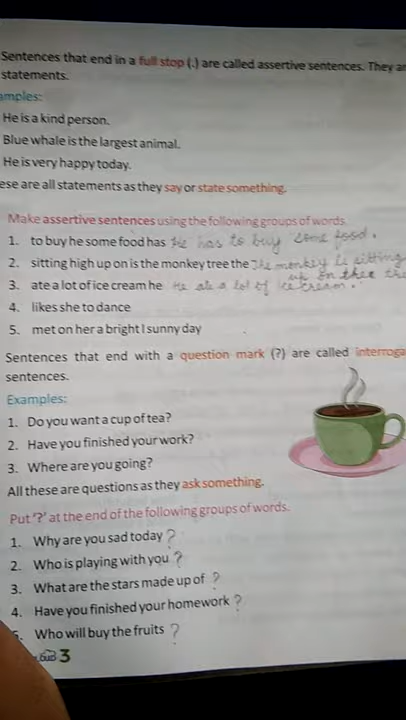 Sentences that end in a full stop (.) are called assertive sentences. They ar
statements.
amples:
He is a kind person.
Blue whale is the largest animal.
He is very happy today.
ese are all statements as they say or state something.
Make assertive sentences using the following groups of words.
1. to buy he some food has He has to buy some food.
2. sitting high up on is the monkey tree the The monkey is sitting
up on thee tre
3. ate a lot of ice cream he He ate a lot of ice cream.
4. likes she to dance
5. met on her a bright I sunny day
Sentences that end with a question mark (?) are called interroga
sentences.
Examples:
1. Do you want a cup of tea?
2. Have you finished your work?
3. Where are you going?
All these are questions as they ask something.
Put '?' at the end of the following groups of words.
1. Why are you sad today ?
2. Who is playing with you ?
3. What are the stars made up of ?
4. Have you finished your homework ?
5. Who will buy the fruits ?
3